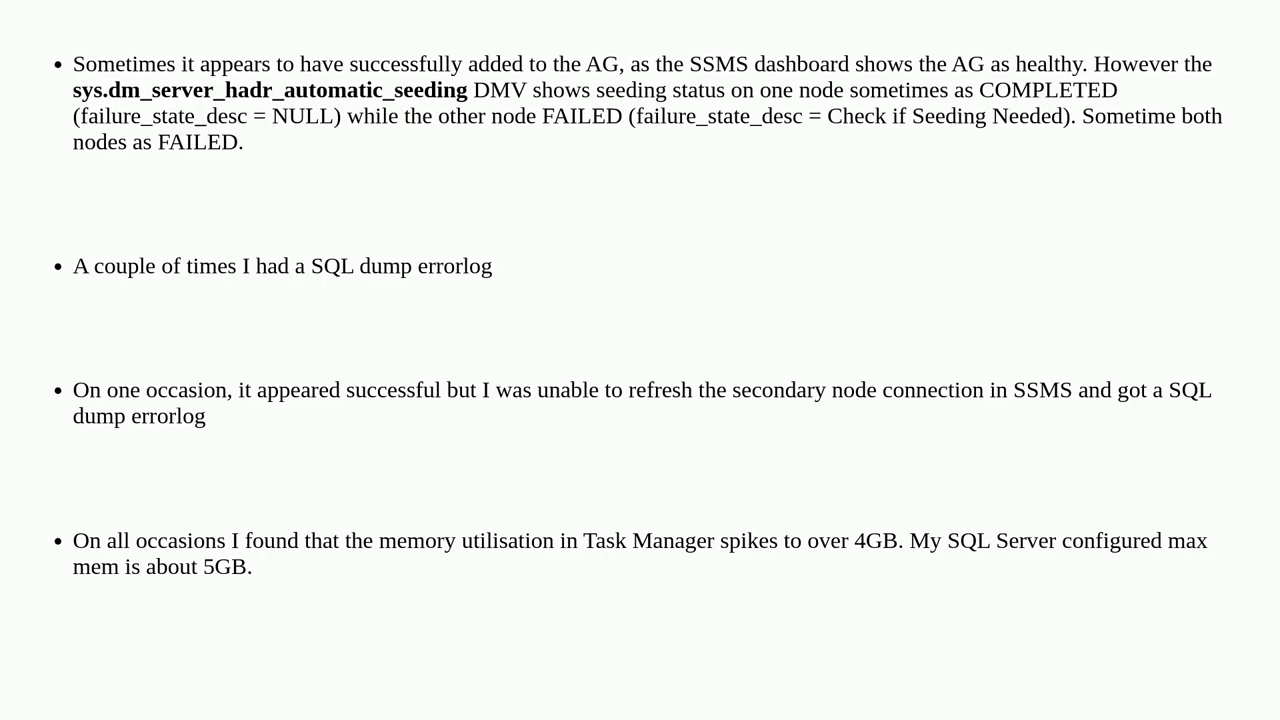 • Sometimes it appears to have successfully added to the AG, as the SSMS dashboard shows the AG as healthy. However the
sys.dm_server_hadr_automatic_seeding DMV shows seeding status on one node sometimes as COMPLETED
(failure_state_desc = NULL) while the other node FAILED (failure_state_desc = Check if Seeding Needed). Sometime both
nodes as FAILED.
• A couple of times I had a SQL dump errorlog
• On one occasion, it appeared successful but I was unable to refresh the secondary node connection in SSMS and got a SQL
dump errorlog
• On all occasions I found that the memory utilisation in Task Manager spikes to over 4GB. My SQL Server configured max
mem is about 5GB.